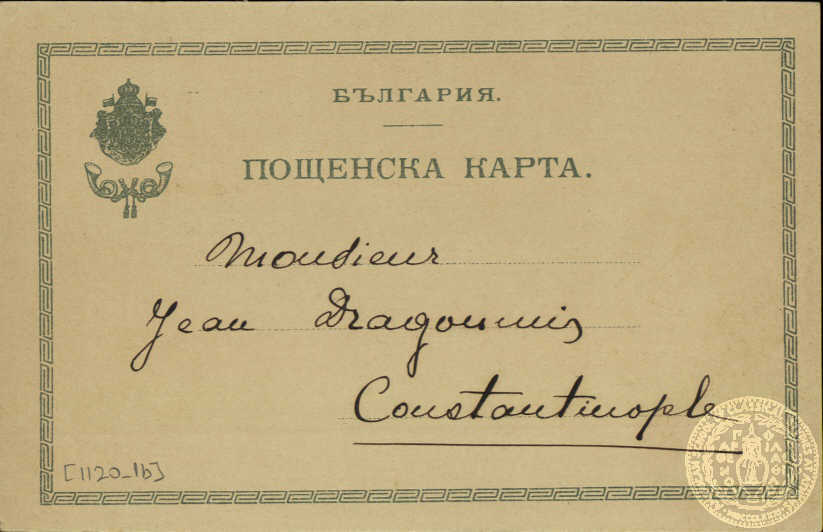 БЪЛГАРИЯ.
ПОЩЕНСКА КАРТА.
Monsieur
Jean Dragoumis
Constantinople
[1120_1b]